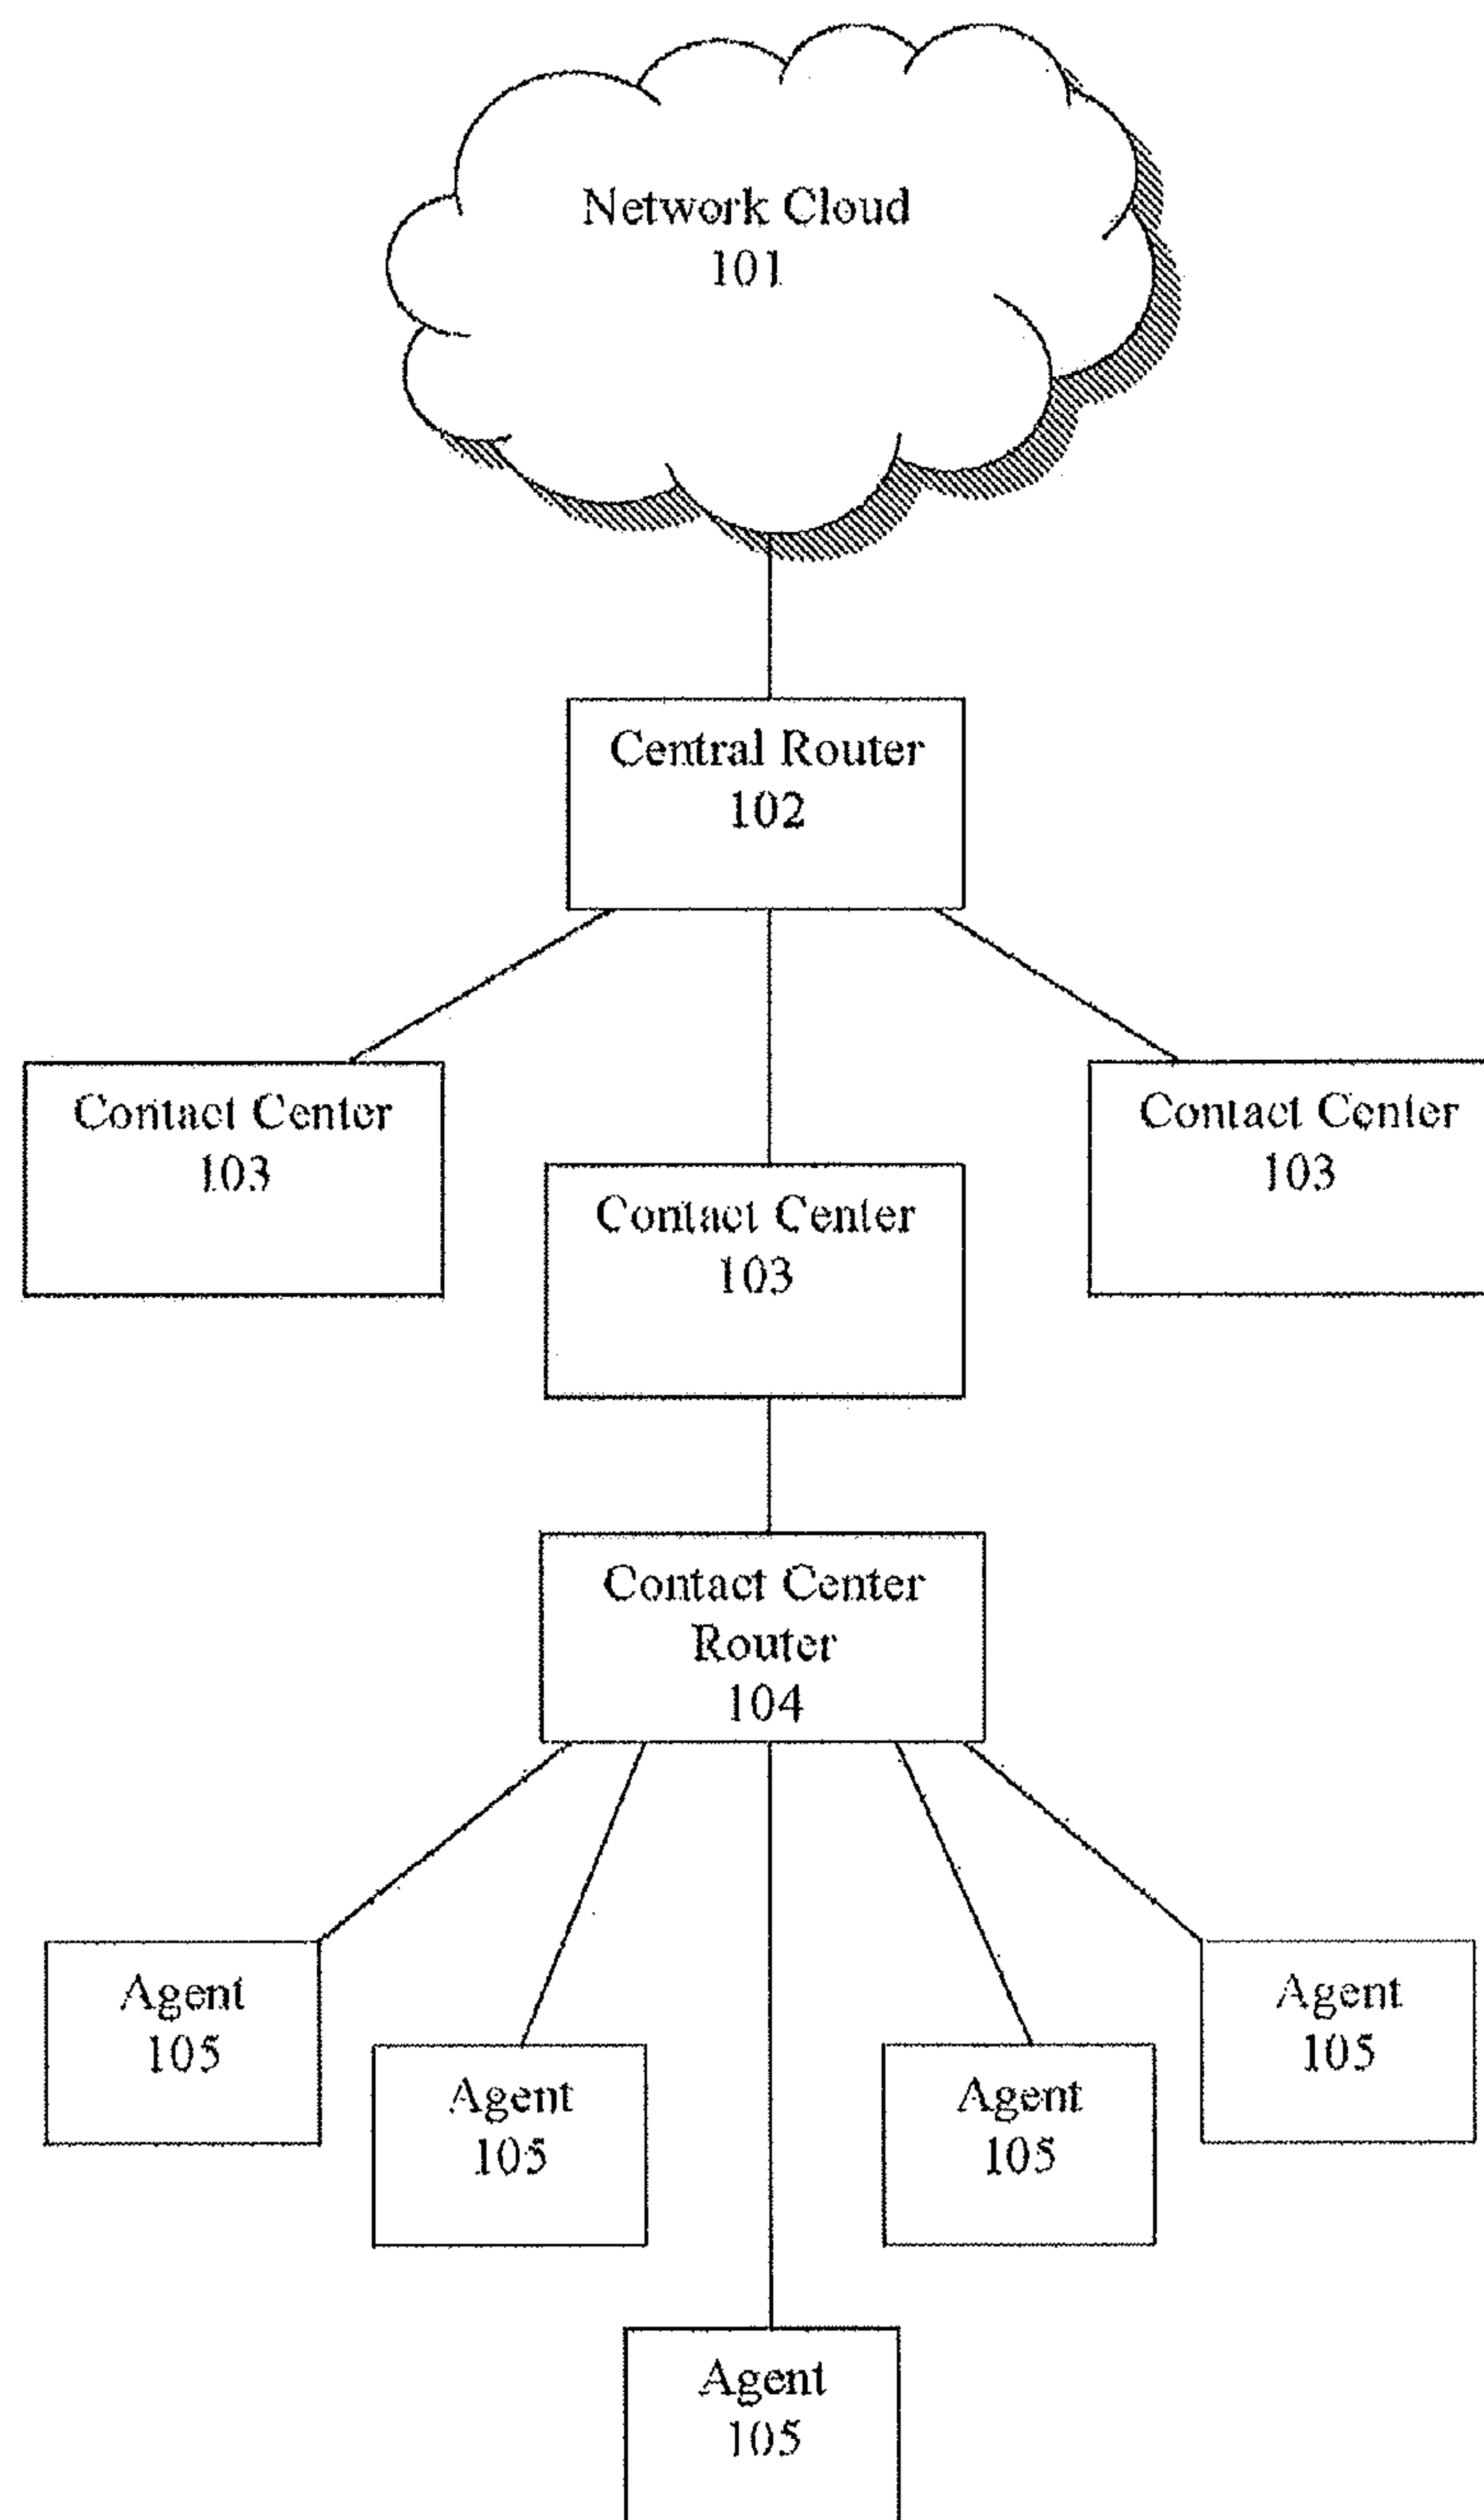 Network Cloud
101
Central Router
102
Contact Center
103
Contact Center
103
Contact Center
103
Contact Center
Router
104
Agent
105
Agent
105
Agent
105
Agent
105
Agent
105